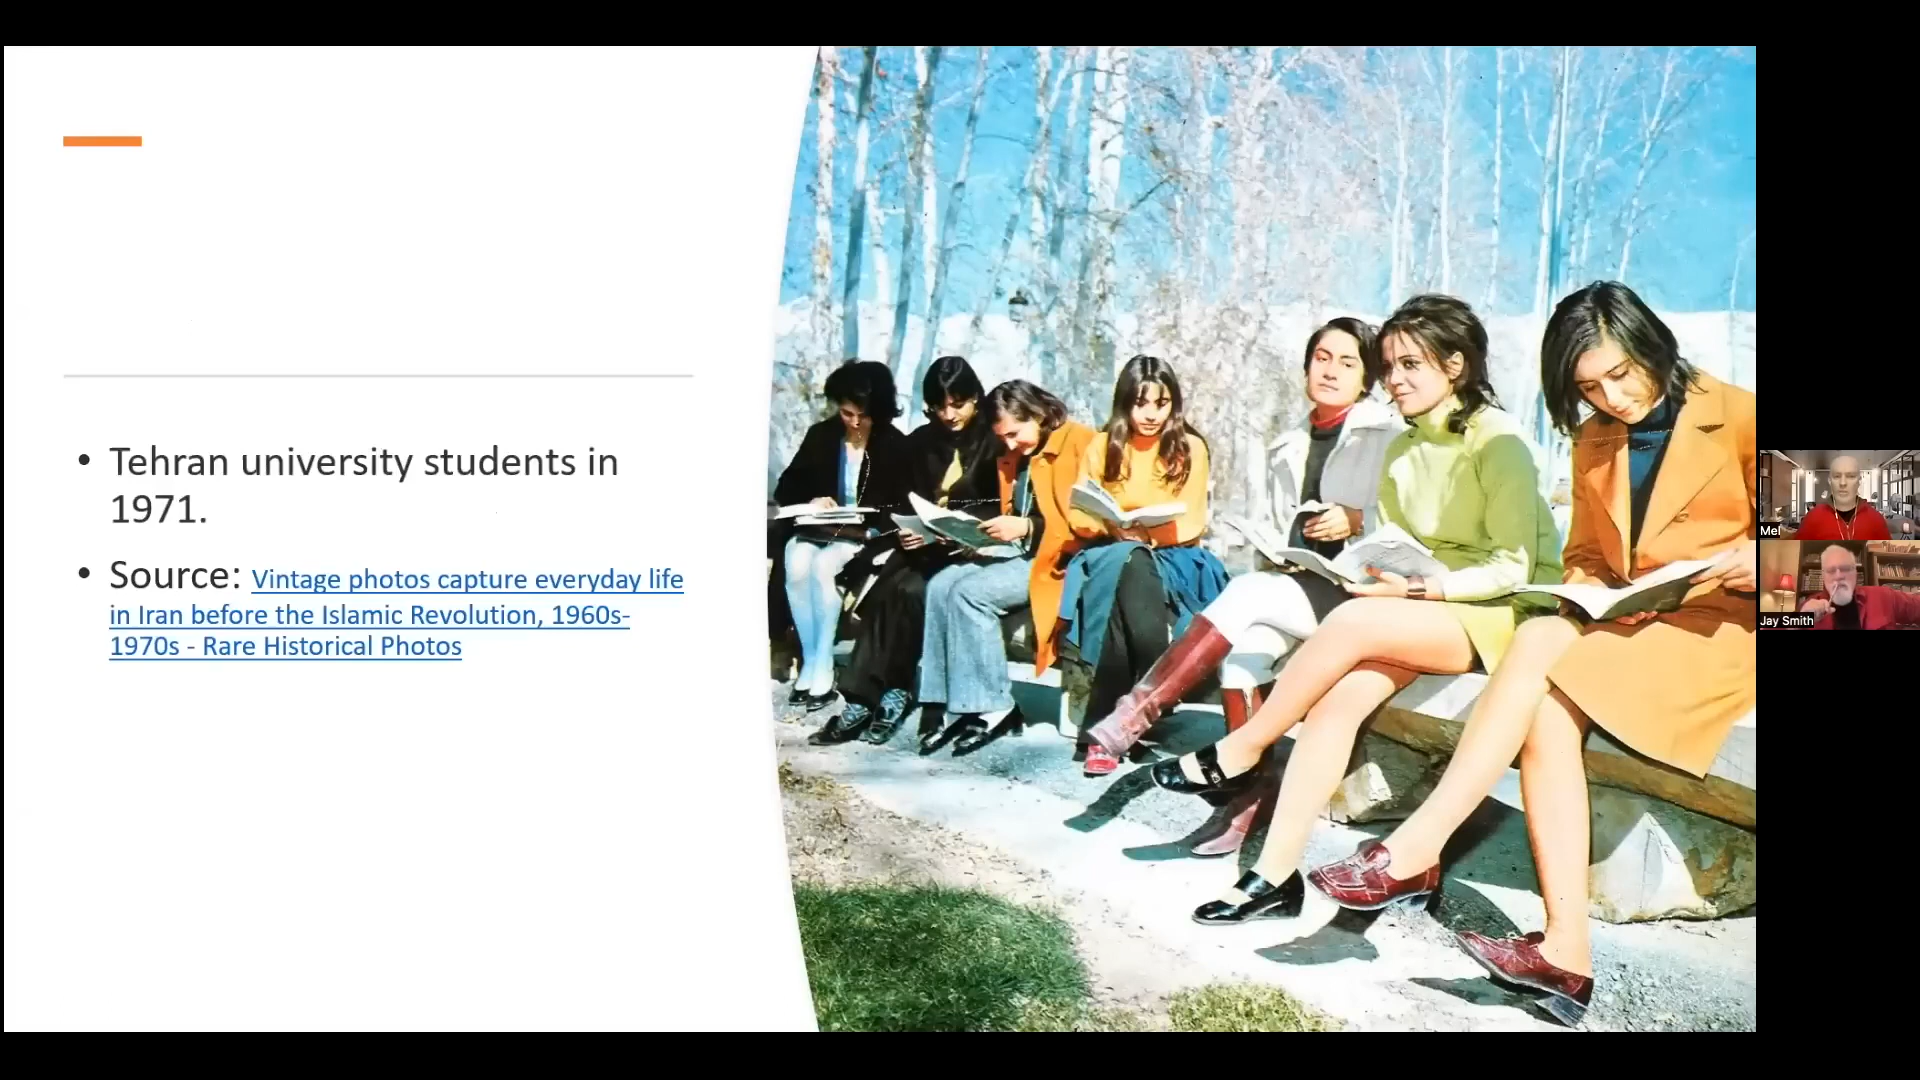 • Tehran university students in
1971.
• Source: Vintage photos capture everyday life
in Iran before the Islamic Revolution, 1960s-
1970s - Rare Historical Photos
Mel
Jay Smith